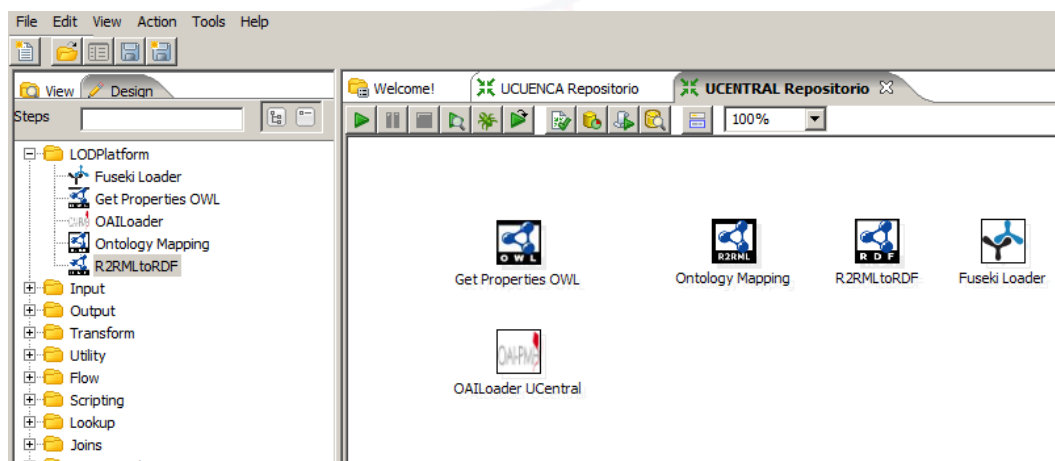 File Edit View Action Tools Help
View Design
Steps
LODPlatform
Fuseki Loader
Get Properties OWL
OAILoader
Ontology Mapping
R2RMLtoRDF
Input
Output
Transform
Utility
Flow
Scripting
Lookup
Joins
Welcome! UCUENCA Repositorio UCENTRAL Repositorio
100%
OWL
Get Properties OWL
R2RML
Ontology Mapping
RDF
R2RMLtoRDF
Fuseki Loader
OAI-PMH
OAILoader UCentral